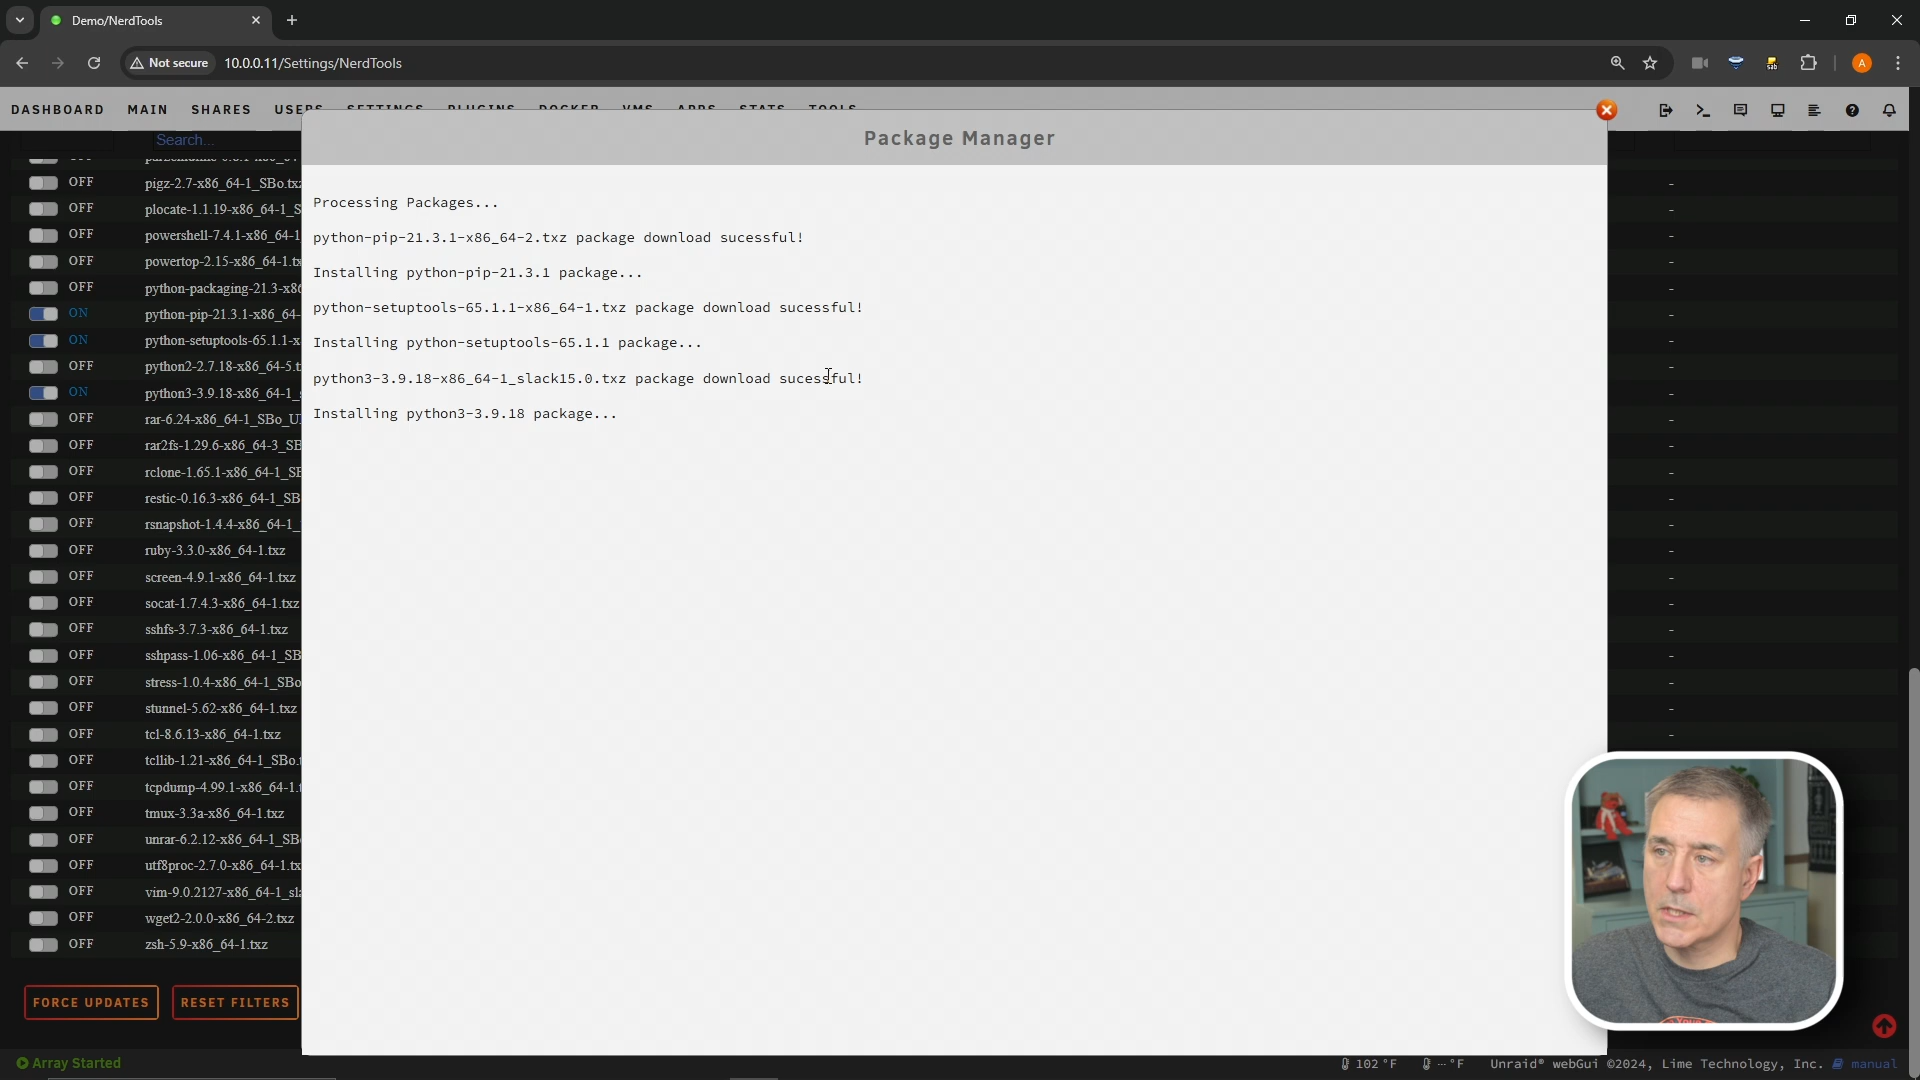 Demo/NerdTools
Not secure
10.0.0.11/Settings/NerdTools
A
DASHBOARD MAIN SHARES USERS SETTINGS PLUGINS DOCKER VMS APPS STATS TOOLS
Search...
Package Manager
Processing Packages...
python-pip-21.3.1-x86_64-2.txz package download sucessful!
Installing python-pip-21.3.1 package...
python-setuptools-65.1.1-x86_64-1.txz package download sucessful!
Installing python-setuptools-65.1.1 package...
python3-3.9.18-x86_64-1_slack15.0.txz package download sucessful!
Installing python3-3.9.18 package...
OFF pigz-2.7-x86_64-1_SBo.txz
OFF plocate-1.1.19-x86_64-1_S
OFF powershell-7.4.1-x86_64-1
OFF powertop-2.15-x86_64-1.tx
OFF python-packaging-21.3-x86
ON python-pip-21.3.1-x86_64-
ON python-setuptools-65.1.1-x
OFF python2-2.7.18-x86_64-5.t
ON python3-3.9.18-x86_64-1_s
OFF rar-6.24-x86_64-1_SBo_U
OFF rar2fs-1.29.6-x86_64-3_SB
OFF rclone-1.65.1-x86_64-1_SB
OFF restic-0.16.3-x86_64-1_SB
OFF rsnapshot-1.4.4-x86_64-1_
OFF ruby-3.3.0-x86_64-1.txz
OFF screen-4.9.1-x86_64-1.txz
OFF socat-1.7.4.3-x86_64-1.txz
OFF sshfs-3.7.3-x86_64-1.txz
OFF sshpass-1.06-x86_64-1_SB
OFF stress-1.0.4-x86_64-1_SBo
OFF stunnel-5.62-x86_64-1.txz
OFF tcl-8.6.13-x86_64-1.txz
OFF tcllib-1.21-x86_64-1_SBo.t
OFF tcpdump-4.99.1-x86_64-1.t
OFF tmux-3.3a-x86_64-1.txz
OFF unrar-6.2.12-x86_64-1_SB
OFF utf8proc-2.7.0-x86_64-1.tx
OFF vim-9.0.2127-x86_64-1_sla
OFF wget2-2.0.0-x86_64-2.txz
OFF zsh-5.9-x86_64-1.txz
FORCE UPDATES RESET FILTERS
Array Started
102 °F -- °F Unraid® webGui ©2024, Lime Technology, Inc. manual